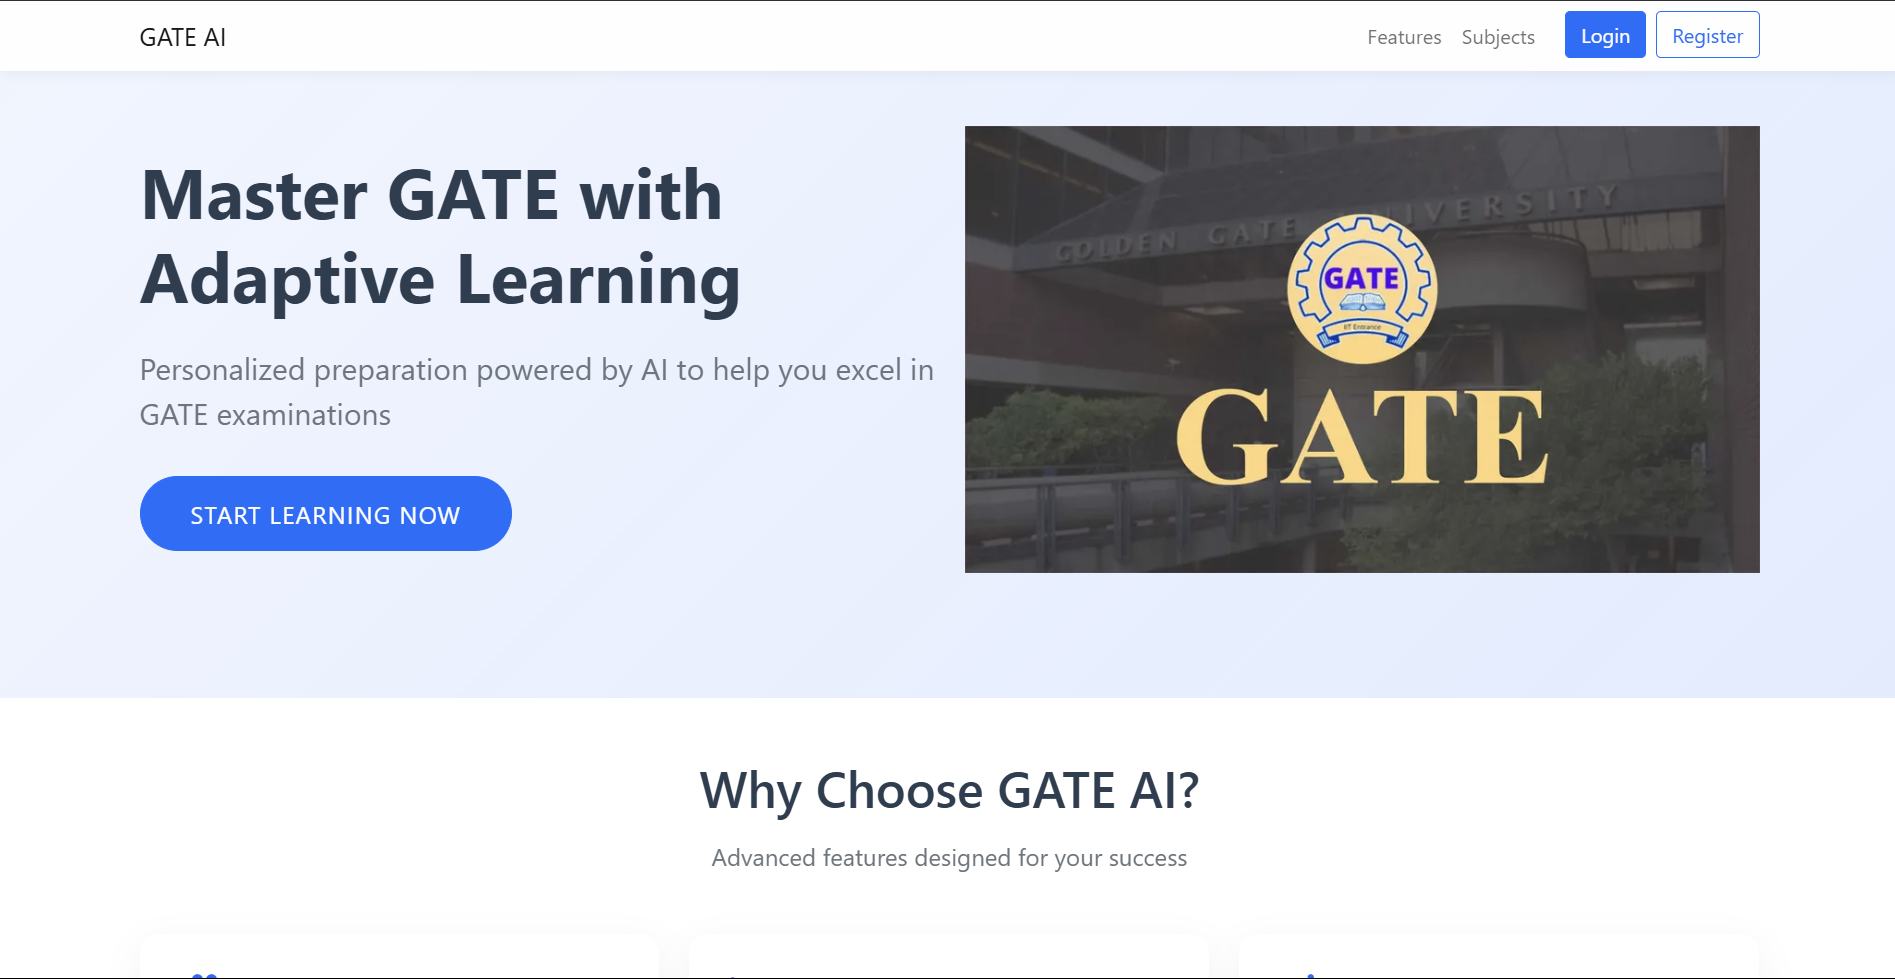 GATE AI
Features
Subjects
Login
Register
Master GATE with
Adaptive Learning
Personalized preparation powered by AI to help you excel in
GATE examinations
START LEARNING NOW
GOLDEN GATE UNIVERSITY
GATE
IIT Entrance
GATE
Why Choose GATE AI?
Advanced features designed for your success